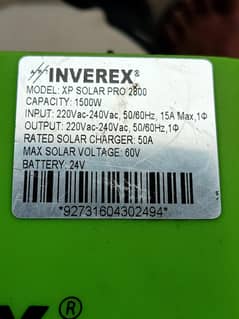 INVEREX®
MODEL: XP SOLAR PRO 2800
CAPACITY: 1500W
INPUT: 220Vac-240Vac, 50/60Hz, 15A Max,1Φ
OUTPUT: 220Vac-240Vac, 50/60Hz,1Φ
RATED SOLAR CHARGER: 50A
MAX SOLAR VOLTAGE: 60V
BATTERY: 24V
*92731604302494*
X®